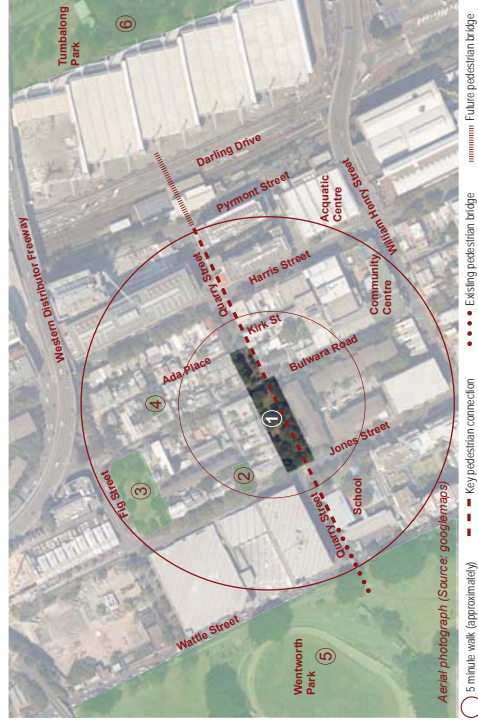 Tumbalong
Park
6
Western Distributor Freeway
Darling Drive
Pyrmont Street
Acquatic
Centre
William Henry Street
Quarry Street
Harris Street
Community
Centre
Kirk St
Ada Place
Bulwara Road
4
1
Jones Street
Fig Street
3
2
Quarry Street
School
Wattle Street
Wentworth
Park
5
Aerial photograph (Source: googlemaps)
5 minute walk (approximately)
Key pedestrian connection
Existing pedestrian bridge
Future pedestrian bridge